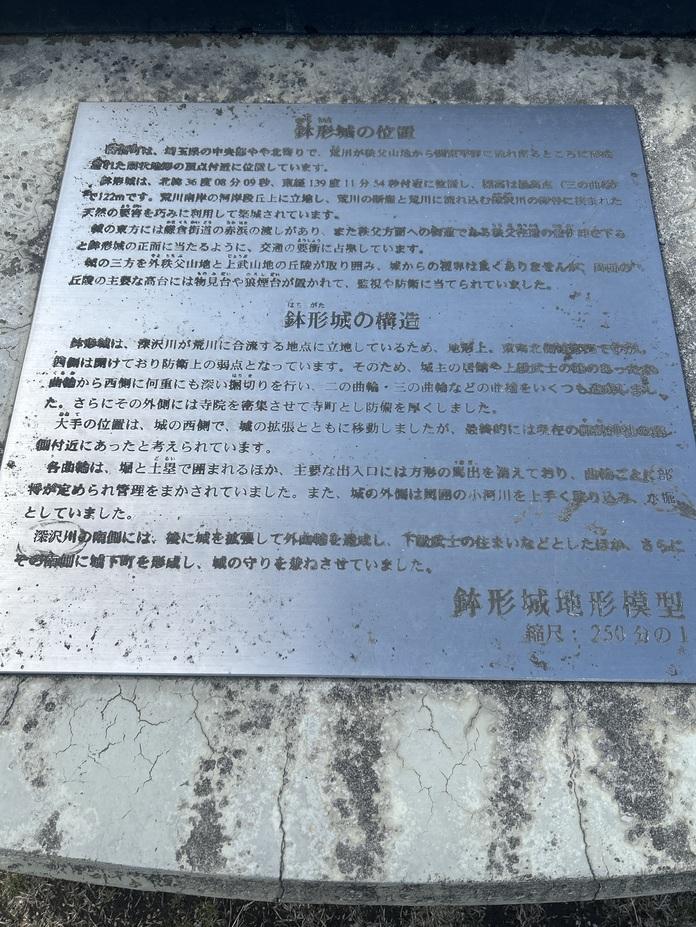 鉢形城の位置
は、埼玉県の中央部やや北寄りで、荒川が秩父山地から関東平野に流れ出るところに
された扇状地形の頂点付近に位置しています。
鉢形城は、北緯36度08分09秒、東経139度11分54秒付近に位置し、標高は最高点(三の曲輪)
で122mです。荒川南岸の河岸段丘上に立地し、荒川の断崖と荒川に流れ込む深沢川の に挟まれた
天然の要害を巧みに利用して築城されています。
城の東方には鎌倉街道の赤浜の渡しがあり、また秩父方面への街道である秩父往還の
と鉢形城の正面に当たるように、交通の要衝に占地しています。
城の三方を外秩父山地と上武山地の丘陵が取り囲み、城からの視界は良くありませんが、周囲の
丘陵の主要な高台には物見台や狼煙台が置かれて、監視や防衛に当てられていました。
はち がた
鉢形城の構造
鉢形城は、深沢川が荒川に合流する地点に立地しているため、地形上、東南北側は ですが、
西側は開けており防衛上の弱点となっています。そのため、城主の居館や上級武士の館のあった
曲輪から西側に何重にも深い堀切りを行い、二の曲輪・三の曲輪などの曲輪をいくつも造成しまし
た。さらにその外側には寺院を密集させて寺町とし防備を厚くしました。
大手の位置は、城の西側で、城の拡張とともに移動しましたが、最終的には現在の
側付近にあったと考えられています。
各曲輪は、堀と土塁で囲まれるほか、主要な出入口には方形の馬出を備えており、曲輪ごとに部
将が定められ管理をまかされていました。また、城の外側は周囲の小河川を上手く取り込み、水堀
としていました。
深沢川の南側には、後に城を拡張して外曲輪を造成し、下級武士の住まいなどとしたほか、さらに
その南側に城下町を形成し、城の守りを兼ねさせていました。
鉢形城地形模型
縮尺:250分の1